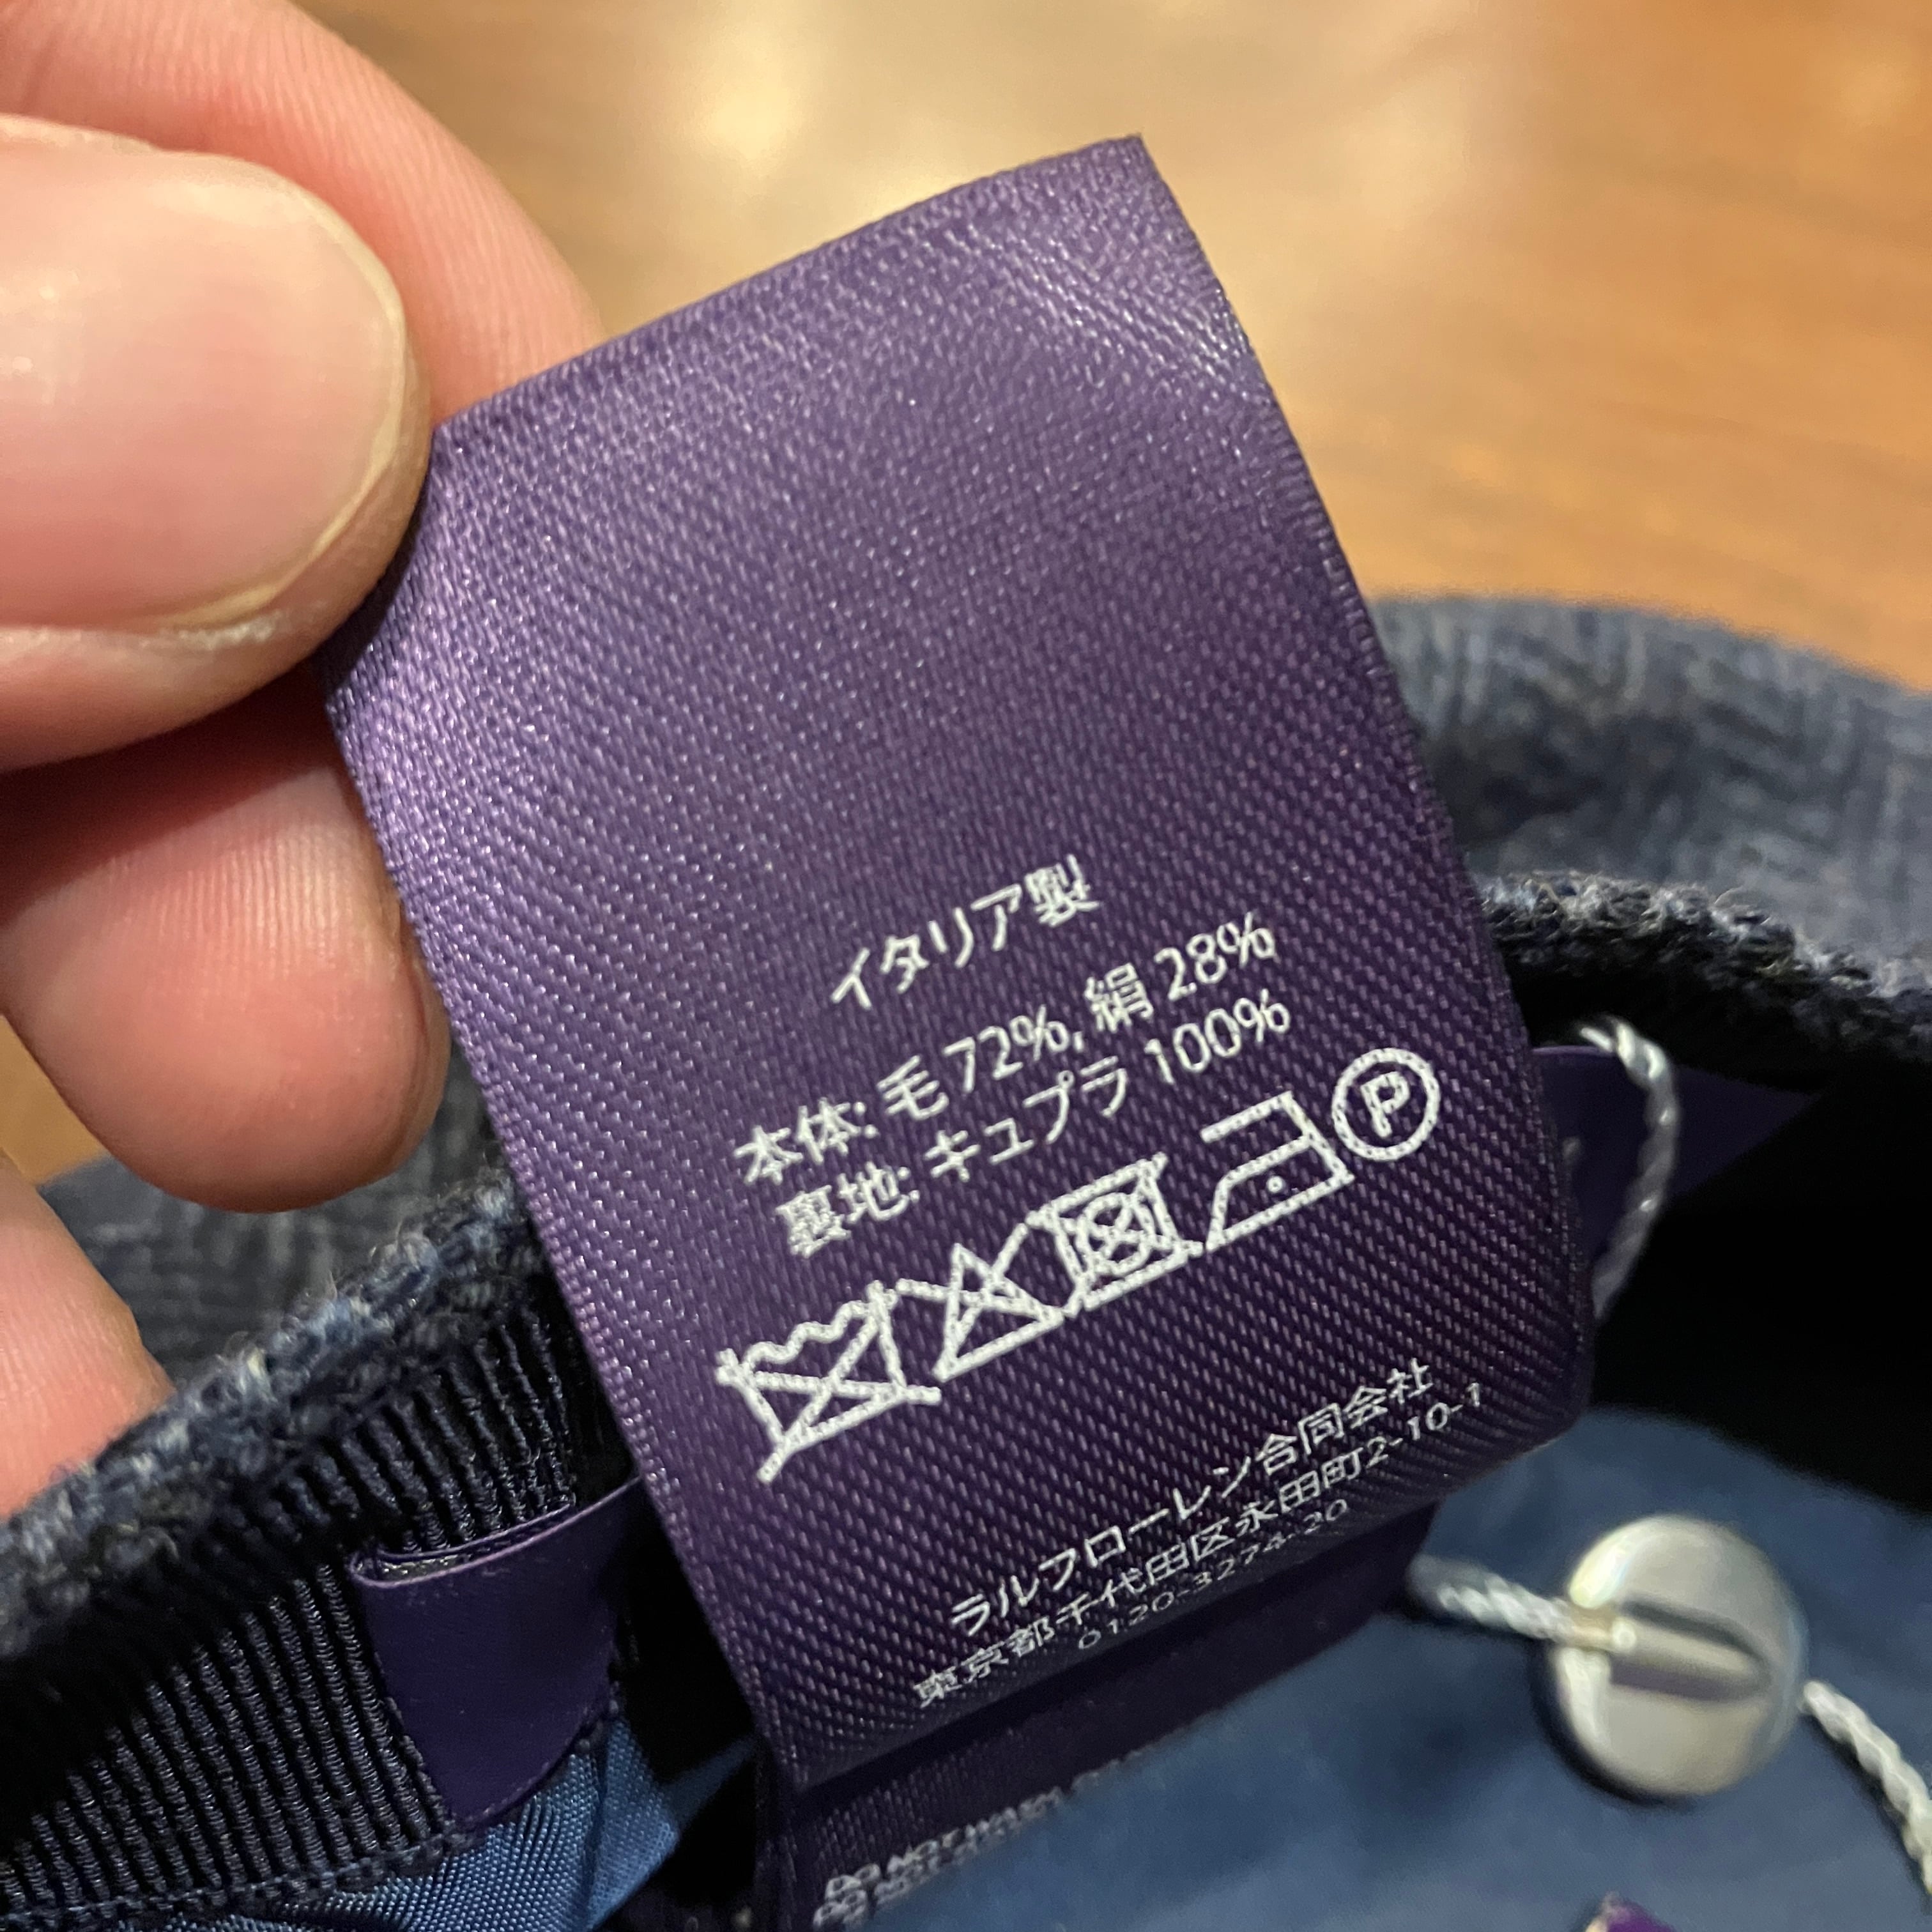 イタリア製
本体: 毛 72%, 絹 28%
裏地: キュプラ 100%
P
ラルフローレン合同会社
東京都千代田区永田町2-10-1
0120-3274-20
DO NOT